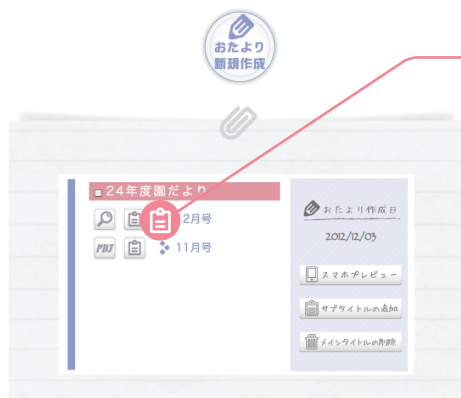 おたより
新規作成
24年度園だより
2月号
PDF
11月号
おたより作成日
2012/12/03
スマホプレビュー
サブタイトルの追加
メインタイトルの削除